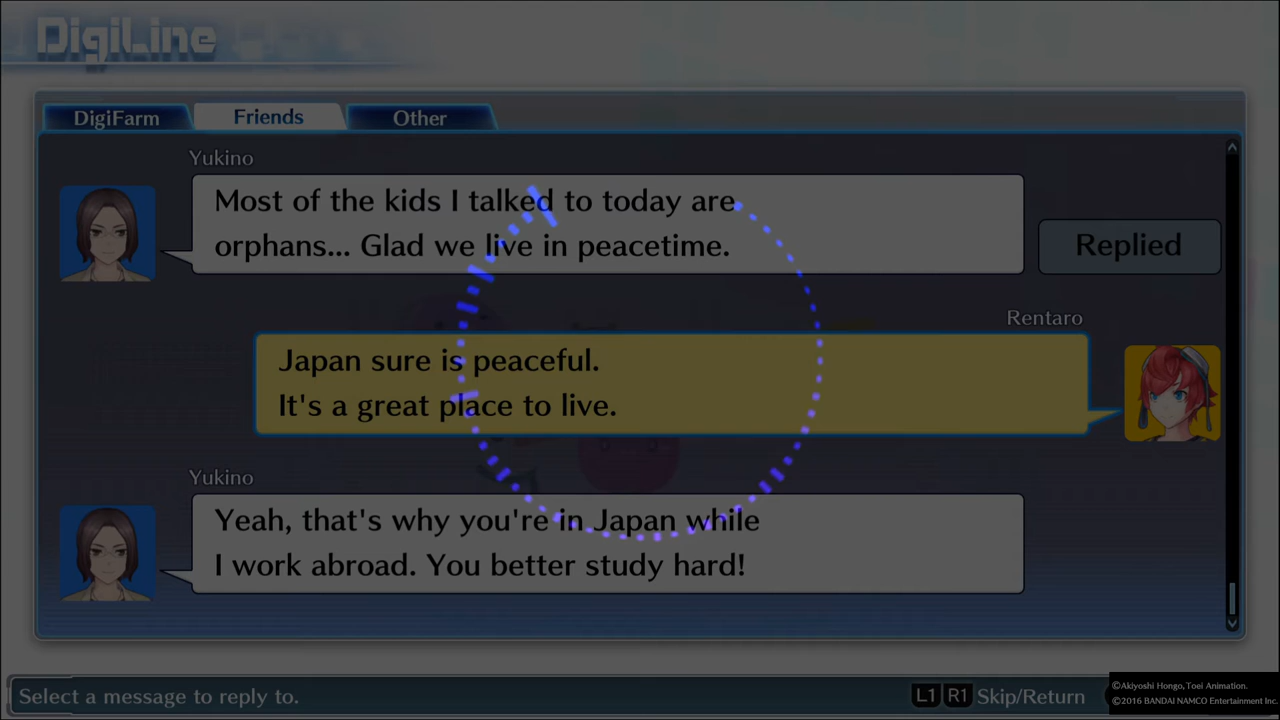 DigiLine
DigiFarm
Friends
Other
Yukino
Most of the kids I talked to today are
orphans... Glad we live in peacetime.
Replied
Rentaro
Japan sure is peaceful.
It's a great place to live.
Yukino
Yeah, that's why you're in Japan while
I work abroad. You better study hard!
Select a message to reply to.
L1 R1 Skip/Return
©Akiyoshi Hongo, Toei Animation.
©2016 BANDAI NAMCO Entertainment Inc.